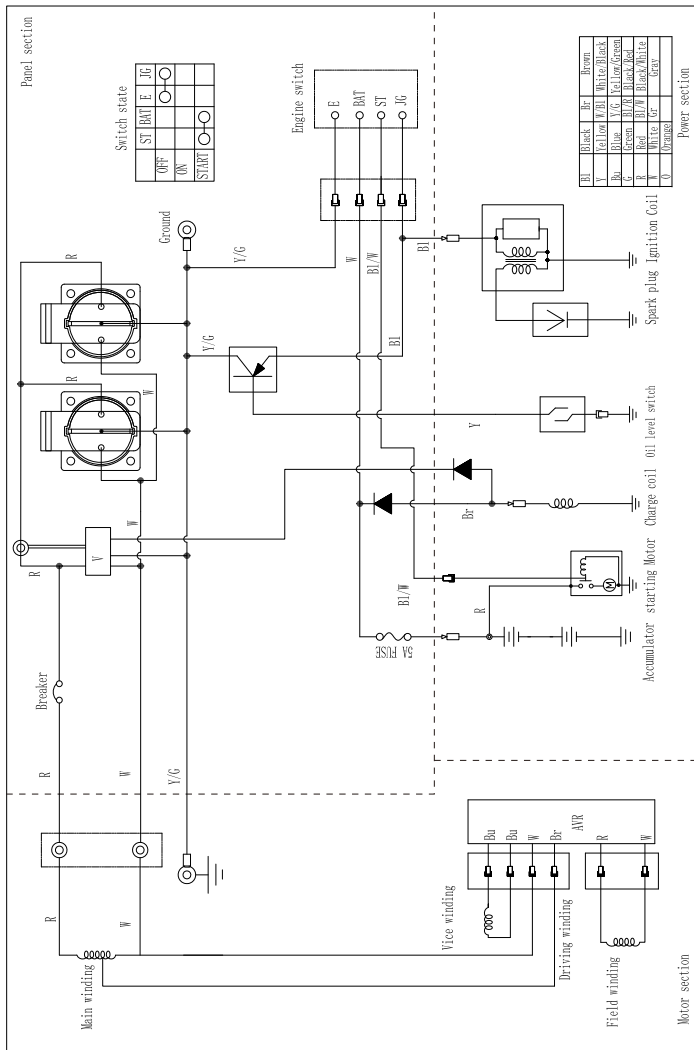 Panel section
Switch state
ST BAT E JG
OFF
ON
START
Engine switch
E
BAT
ST
JG
Ground
R
R
W
W
Y/G
Y/G
W
Bl/W
Bl
Bl
Y
Br
V
R
Breaker
R
W
Y/G
Bl/W
R
5A FUSE
Bl Black Br Brown
Y Yellow W/Bl White/Black
Bu Blue Y/G Yellow/Green
G Green Bl/R Black/Red
R Red Bl/W Black/White
W White Gr Gray
O Orange
Power section
Ignition Coil
Spark plug
Oil level switch
Charge coil
starting Motor
M
Accumulator
R
W
Main winding
Vice winding
Driving winding
Field winding
Bu
Bu
W
Br
AVR
R
W
Motor section